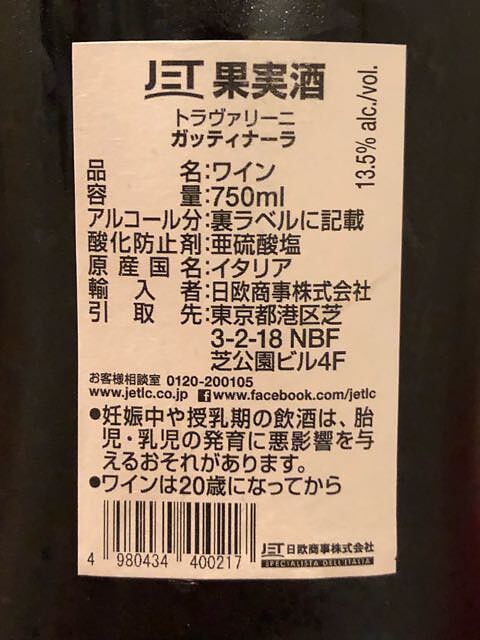 JET 果実酒
トラヴァリーニ
ガッティナーラ
13.5% alc./vol.
品名:ワイン
容量:750ml
アルコール分:裏ラベルに記載
酸化防止剤:亜硫酸塩
原産国名:イタリア
輸入者:日欧商事株式会社
引取先:東京都港区芝
3-2-18 NBF
芝公園ビル4F
お客様相談室 0120-200105
www.jetlc.co.jp f www.facebook.com/jetlc
●妊娠中や授乳期の飲酒は、胎
児・乳児の発育に悪影響を与
えるおそれがあります。
●ワインは20歳になってから
4 980434 400217
JET 日欧商事株式会社
SPECIALISTA DELL'ITALIA